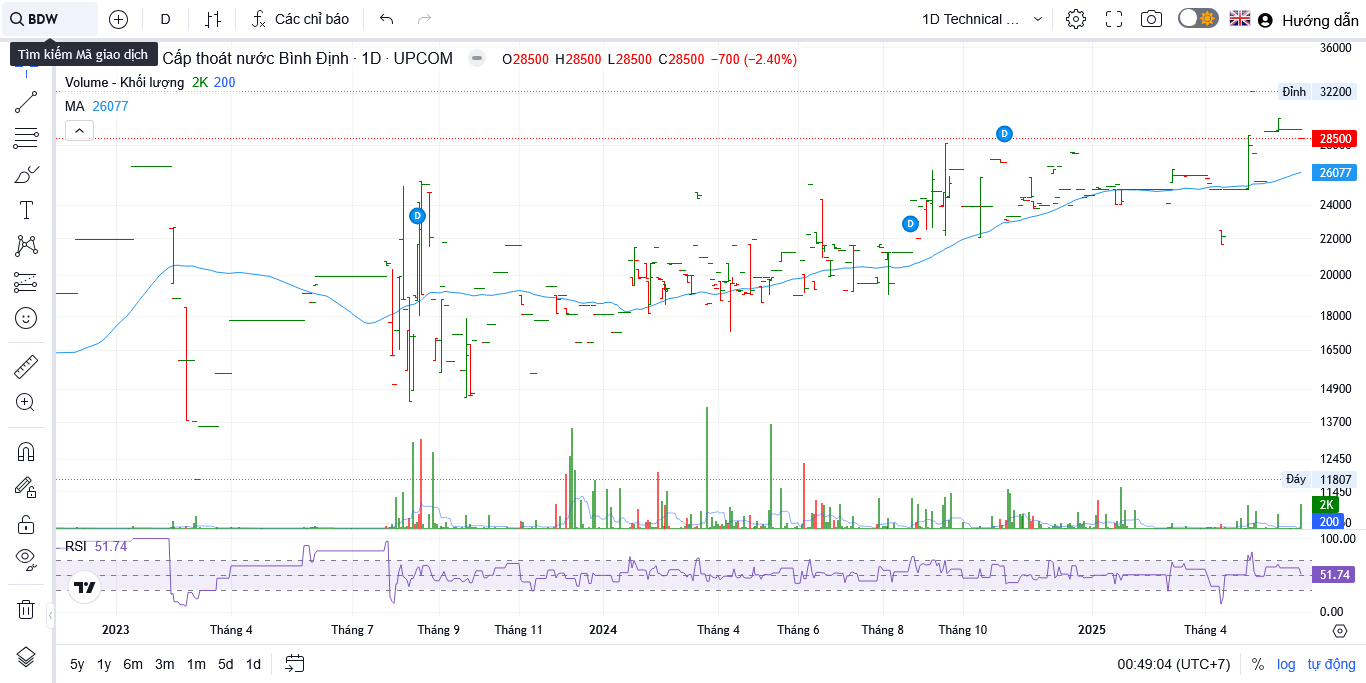 BDW
D
Các chỉ báo
1D Technical ...
Hướng dẫn
Tìm kiếm Mã giao dịch
Cấp thoát nước Bình Định · 1D · UPCOM
O28500 H28500 L28500 C28500 −700 (−2.40%)
Volume - Khối lượng 2K 200
MA 26077
36000
Đỉnh 32200
28500
26077
24000
22000
20000
18000
16500
14900
13700
12450
Đáy 11807
11450
2K
200
D
D
D
RSI 51.74
100.00
51.74
0.00
2023 Tháng 4 Tháng 7 Tháng 9 Tháng 11 2024 Tháng 4 Tháng 6 Tháng 8 Tháng 10 2025 Tháng 4
5y 1y 6m 3m 1m 5d 1d
00:49:04 (UTC+7) % log tự động